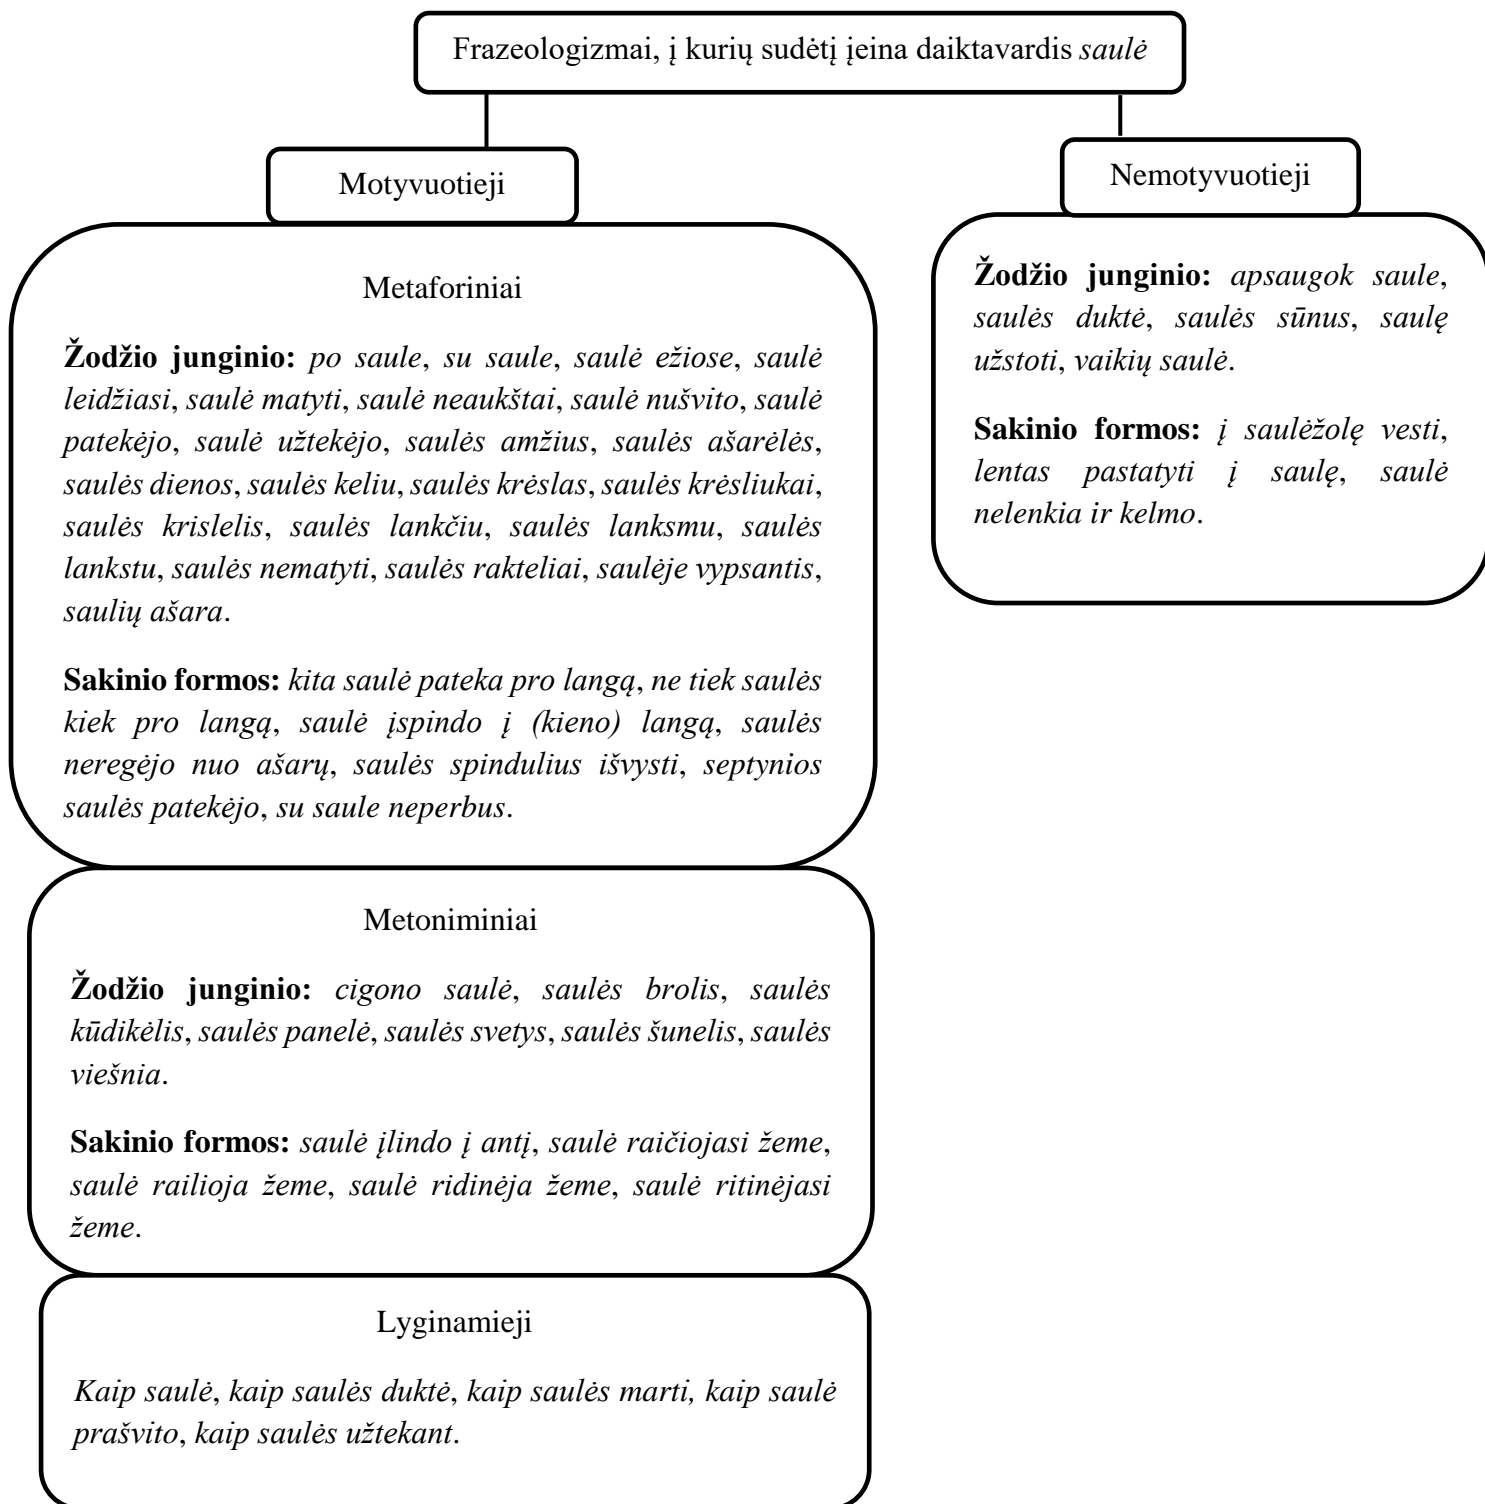 Frazeologizmai, į kurių sudėtį įeina daiktavardis saulė
Motyvuotieji
Metaforiniai
Žodžio junginio: po saule, su saule, saulė ežiose, saulė
leidžiasi, saulė matyti, saulė neaukštai, saulė nušvito, saulė
patekėjo, saulė užtekėjo, saulės amžius, saulės ašarėlės,
saulės dienos, saulės keliu, saulės krėslas, saulės krėsliukai,
saulės krislelis, saulės lankčiu, saulės lanksmu, saulės
lankstu, saulės nematyti, saulės rakteliai, saulėje vypsantis,
saulių ašara.
Sakinio formos: kita saulė pateka pro langą, ne tiek saulės
kiek pro langą, saulė įspindo į (kieno) langą, saulės
neregėjo nuo ašarų, saulės spindulius išvysti, septynios
saulės patekėjo, su saule neperbus.
Metoniminiai
Žodžio junginio: cigono saulė, saulės brolis, saulės
kūdikėlis, saulės panelė, saulės svetys, saulės šunelis, saulės
viešnia.
Sakinio formos: saulė įlindo į antį, saulė raičiojasi žeme,
saulė railioja žeme, saulė ridinėja žeme, saulė ritinėjasi
žeme.
Lyginamieji
Kaip saulė, kaip saulės duktė, kaip saulės marti, kaip saulė
prašvito, kaip saulės užtekant.
Nemotyvuotieji
Žodžio junginio: apsaugok saule,
saulės duktė, saulės sūnus, saulę
užstoti, vaikių saulė.
Sakinio formos: į saulėžolę vesti,
lentas pastatyti į saulę, saulė
nelenkia ir kelmo.